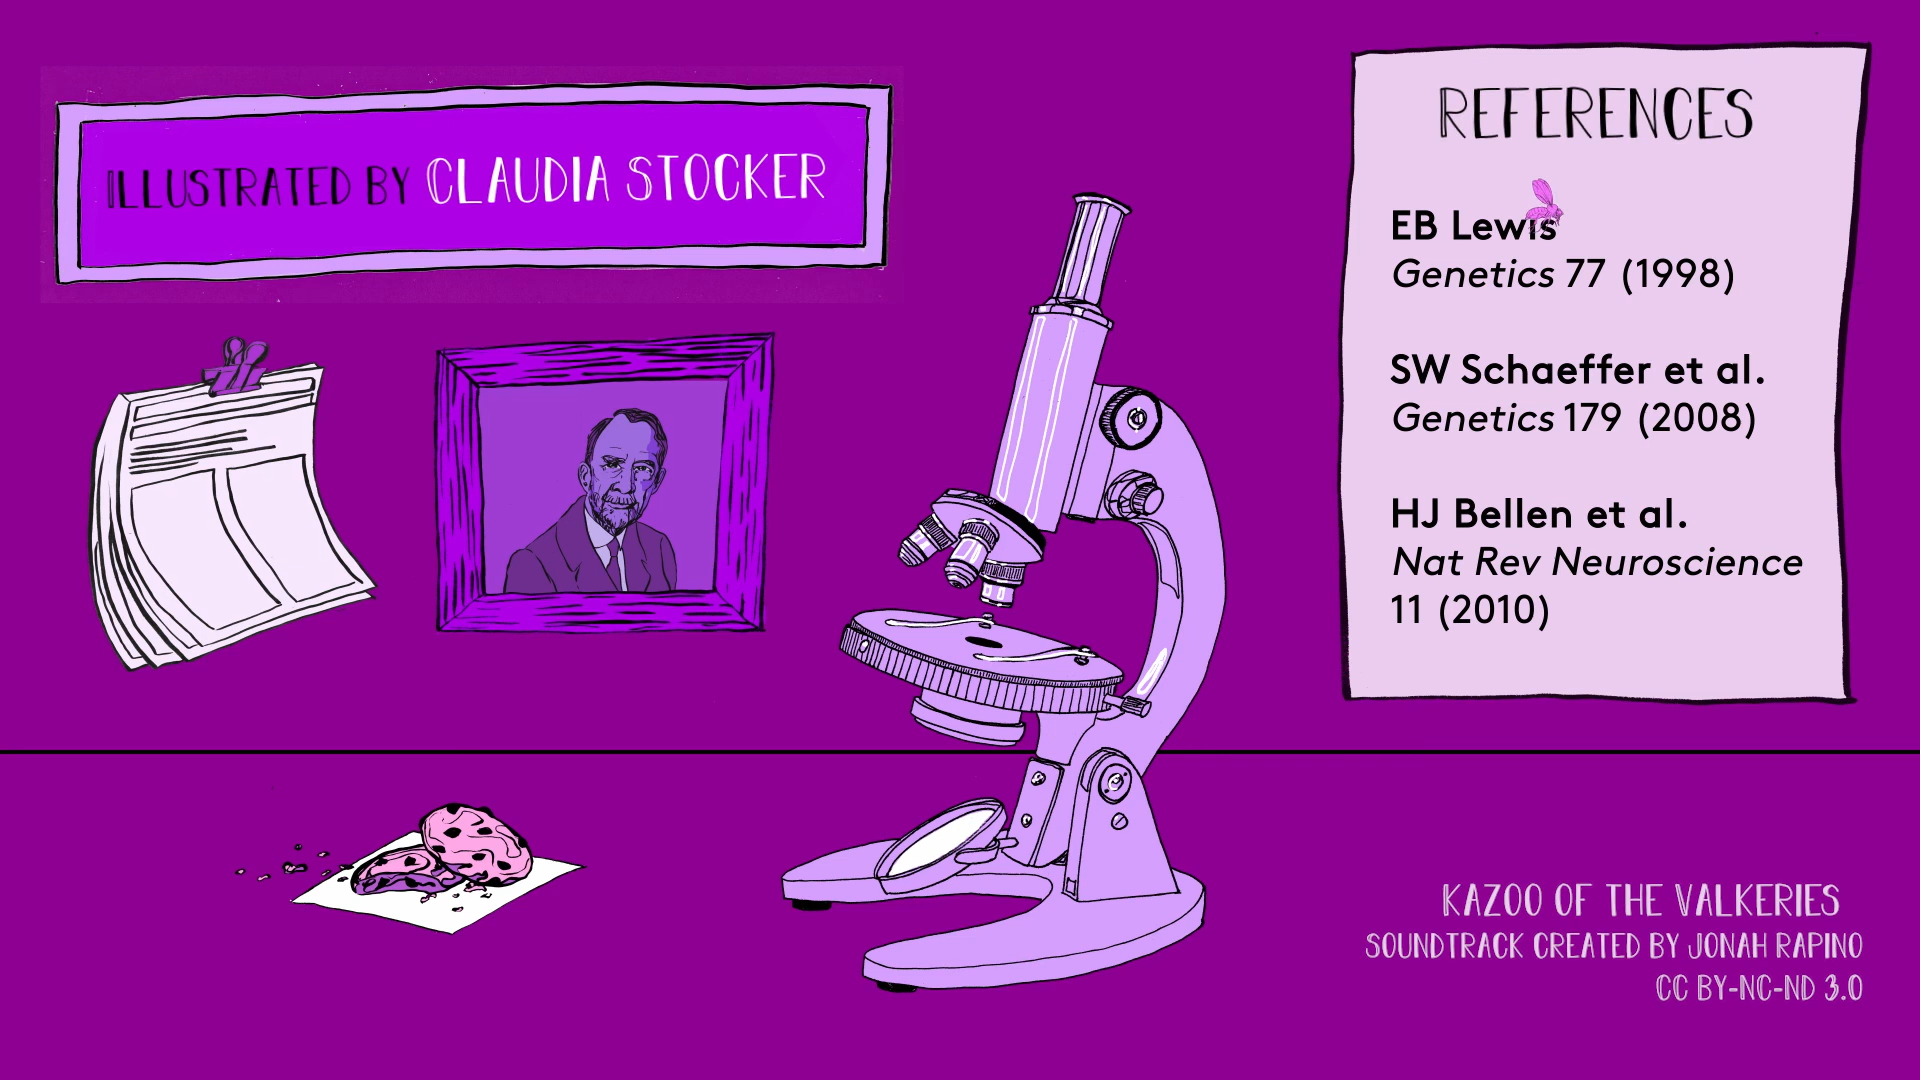 ILLUSTRATED BY CLAUDIA STOCKER
REFERENCES
EB Lewis
Genetics 77 (1998)
SW Schaeffer et al.
Genetics 179 (2008)
HJ Bellen et al.
Nat Rev Neuroscience
11 (2010)
KAZOO OF THE VALKERIES
SOUNDTRACK CREATED BY JONAH RAPINO
CC BY-NC-ND 3.0